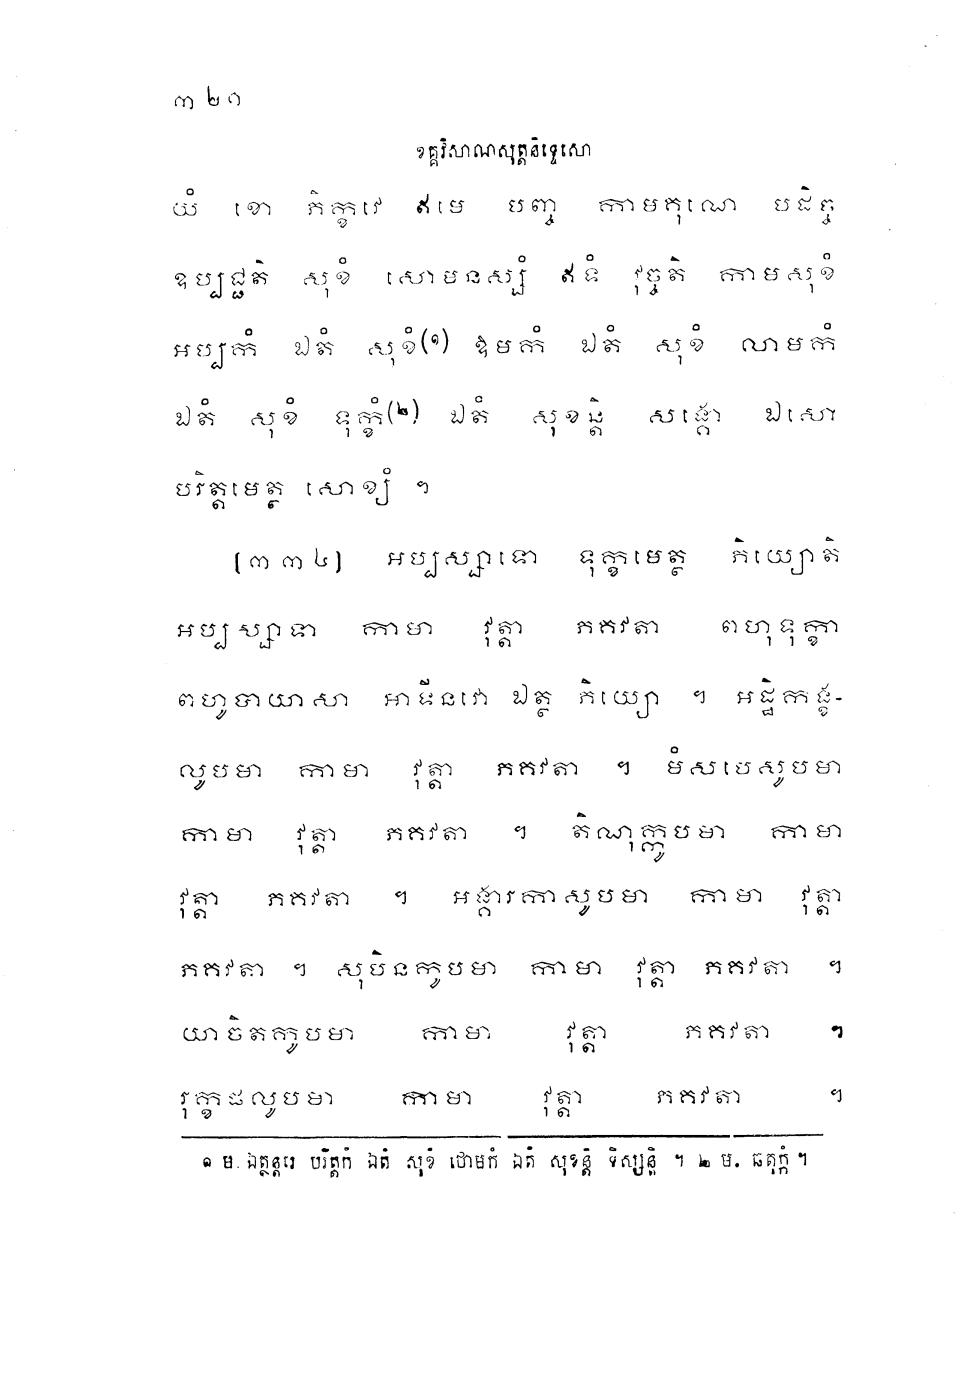 ៣២១
ខគ្គវិសាណសុត្តនិទ្ទេសោ
យំ ខោ ភិក្ខវេ ឥមេ បញ្ច កាមគុណេ បដិច្ច
ឧប្បជ្ជតិ សុខំ សោមនស្សំ ឥទំ វុច្ចតិ កាមសុខំ
អប្បកំ ឯតំ សុខំ(១) ឱមកំ ឯតំ សុខំ លាមកំ
ឯតំ សុខំ ទុក្ខំ(២) ឯតំ សុខន្តិ សង្គោ ឯសោ
បរិត្តមេត្ថ សោខ្យំ ។
[៣៣៤] អប្បស្សាទោ ទុក្ខមេត្ថ ភិយ្យោតិ
អប្បស្សាទា កាមា វុត្តា ភគវតា ពហុទុក្ខា
ពហូបាយាសា អាទីនវោ ឯត្ថ ភិយ្យោ ។ អដ្ឋិកង្ខ-
លូបមា កាមា វុត្តា ភគវតា ។ មំសបេសូបមា
កាមា វុត្តា ភគវតា ។ តិណុក្កូបមា កាមា
វុត្តា ភគវតា ។ អង្គារកាសូបមា កាមា វុត្តា
ភគវតា ។ សុបិនកូបមា កាមា វុត្តា ភគវតា ។
យាចិតកូបមា កាមា វុត្តា ភគវតា ។
រុក្ខផលូបមា កាមា វុត្តា ភគវតា ។
១ ម. ឯត្ថន្តរេ បរិត្តកំ ឯតំ សុខំ ថោមកំ ឯតំ សុខន្តិ ទិស្សន្តិ ។ ២ ម. ឆតុក្កំ ។